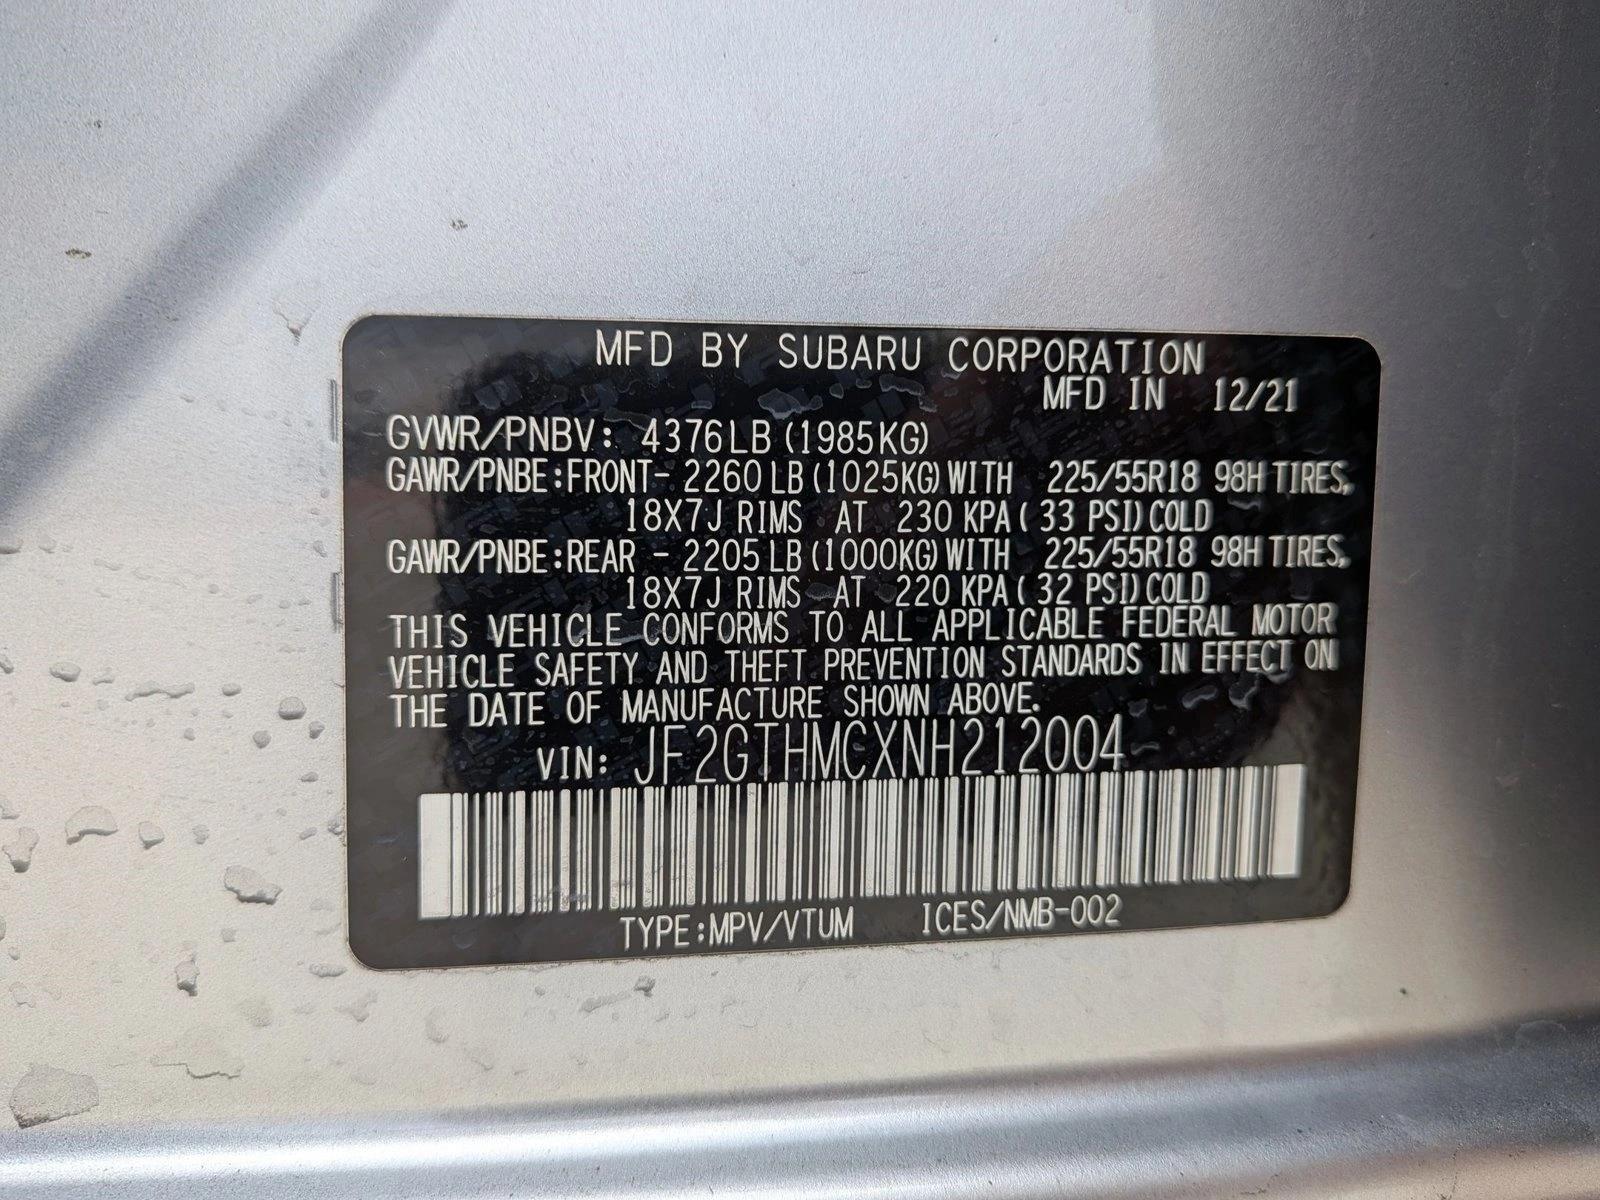 MFD BY SUBARU CORPORATION
MFD IN 12/21
GVWR/PNBV: 4376LB (1985KG)
GAWR/PNBE:FRONT- 2260 LB (1025KG) WITH 225/55R18 98H TIRES,
18X7J RIMS AT 230 KPA ( 33 PSI) COLD
GAWR/PNBE:REAR - 2205 LB (1000KG) WITH 225/55R18 98H TIRES,
18X7J RIMS AT 220 KPA ( 32 PSI) COLD
THIS VEHICLE CONFORMS TO ALL APPLICABLE FEDERAL MOTOR
VEHICLE SAFETY AND THEFT PREVENTION STANDARDS IN EFFECT ON
THE DATE OF MANUFACTURE SHOWN ABOVE.
VIN: JF2GTHMCXNH212004
TYPE:MPV/VTUM ICES/NMB-002